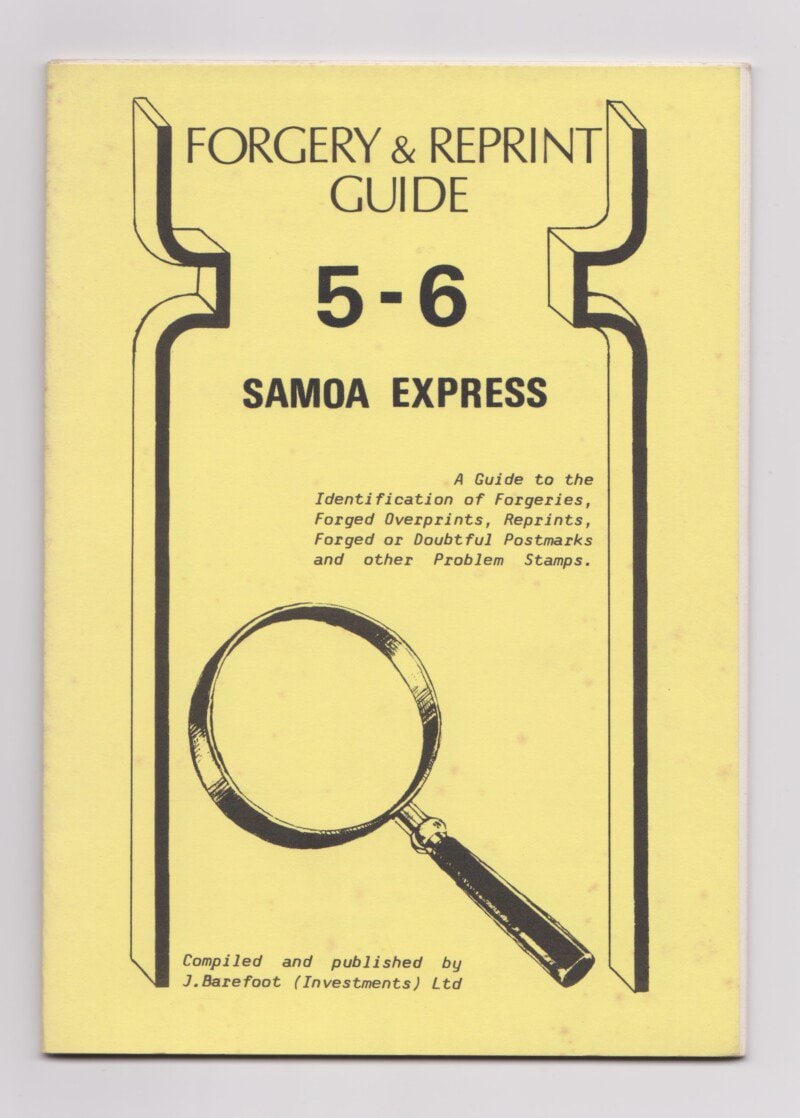 FORGERY & REPRINT
GUIDE
5-6
SAMOA EXPRESS
A Guide to the
Identification of Forgeries,
Forged Overprints, Reprints,
Forged or Doubtful Postmarks
and other Problem Stamps.
Compiled and published by
J.Barefoot (Investments) Ltd